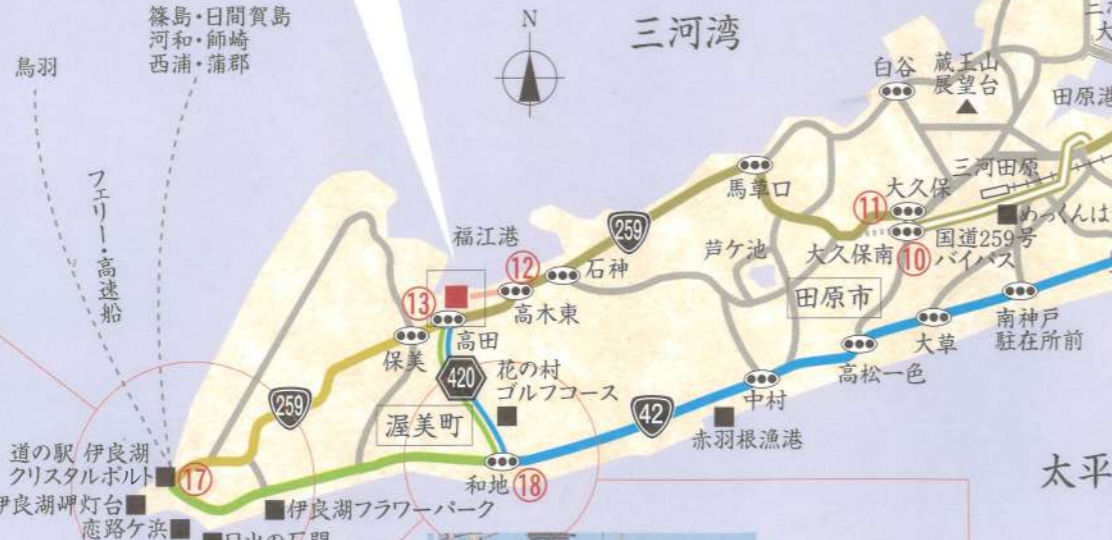 篠島・日間賀島
河和・師崎
西浦・蒲郡
鳥羽
フェリー・高速船
N
三河湾
白谷
蔵王山
展望台
田原港
三河田原
馬草口
⑪
大久保
めっくんは
大久保南
⑩
国道259号
バイパス
福江港
259
芦ケ池
⑫
石神
⑬
高木東
田原市
高田
保美
南神戸
駐在所前
大草
高松一色
420
花の村
ゴルフコース
中村
259
渥美町
42
赤羽根漁港
道の駅 伊良湖
クリスタルポルト
⑰
和地
⑱
太平
伊良湖岬灯台
伊良湖フラワーパーク
恋路ケ浜